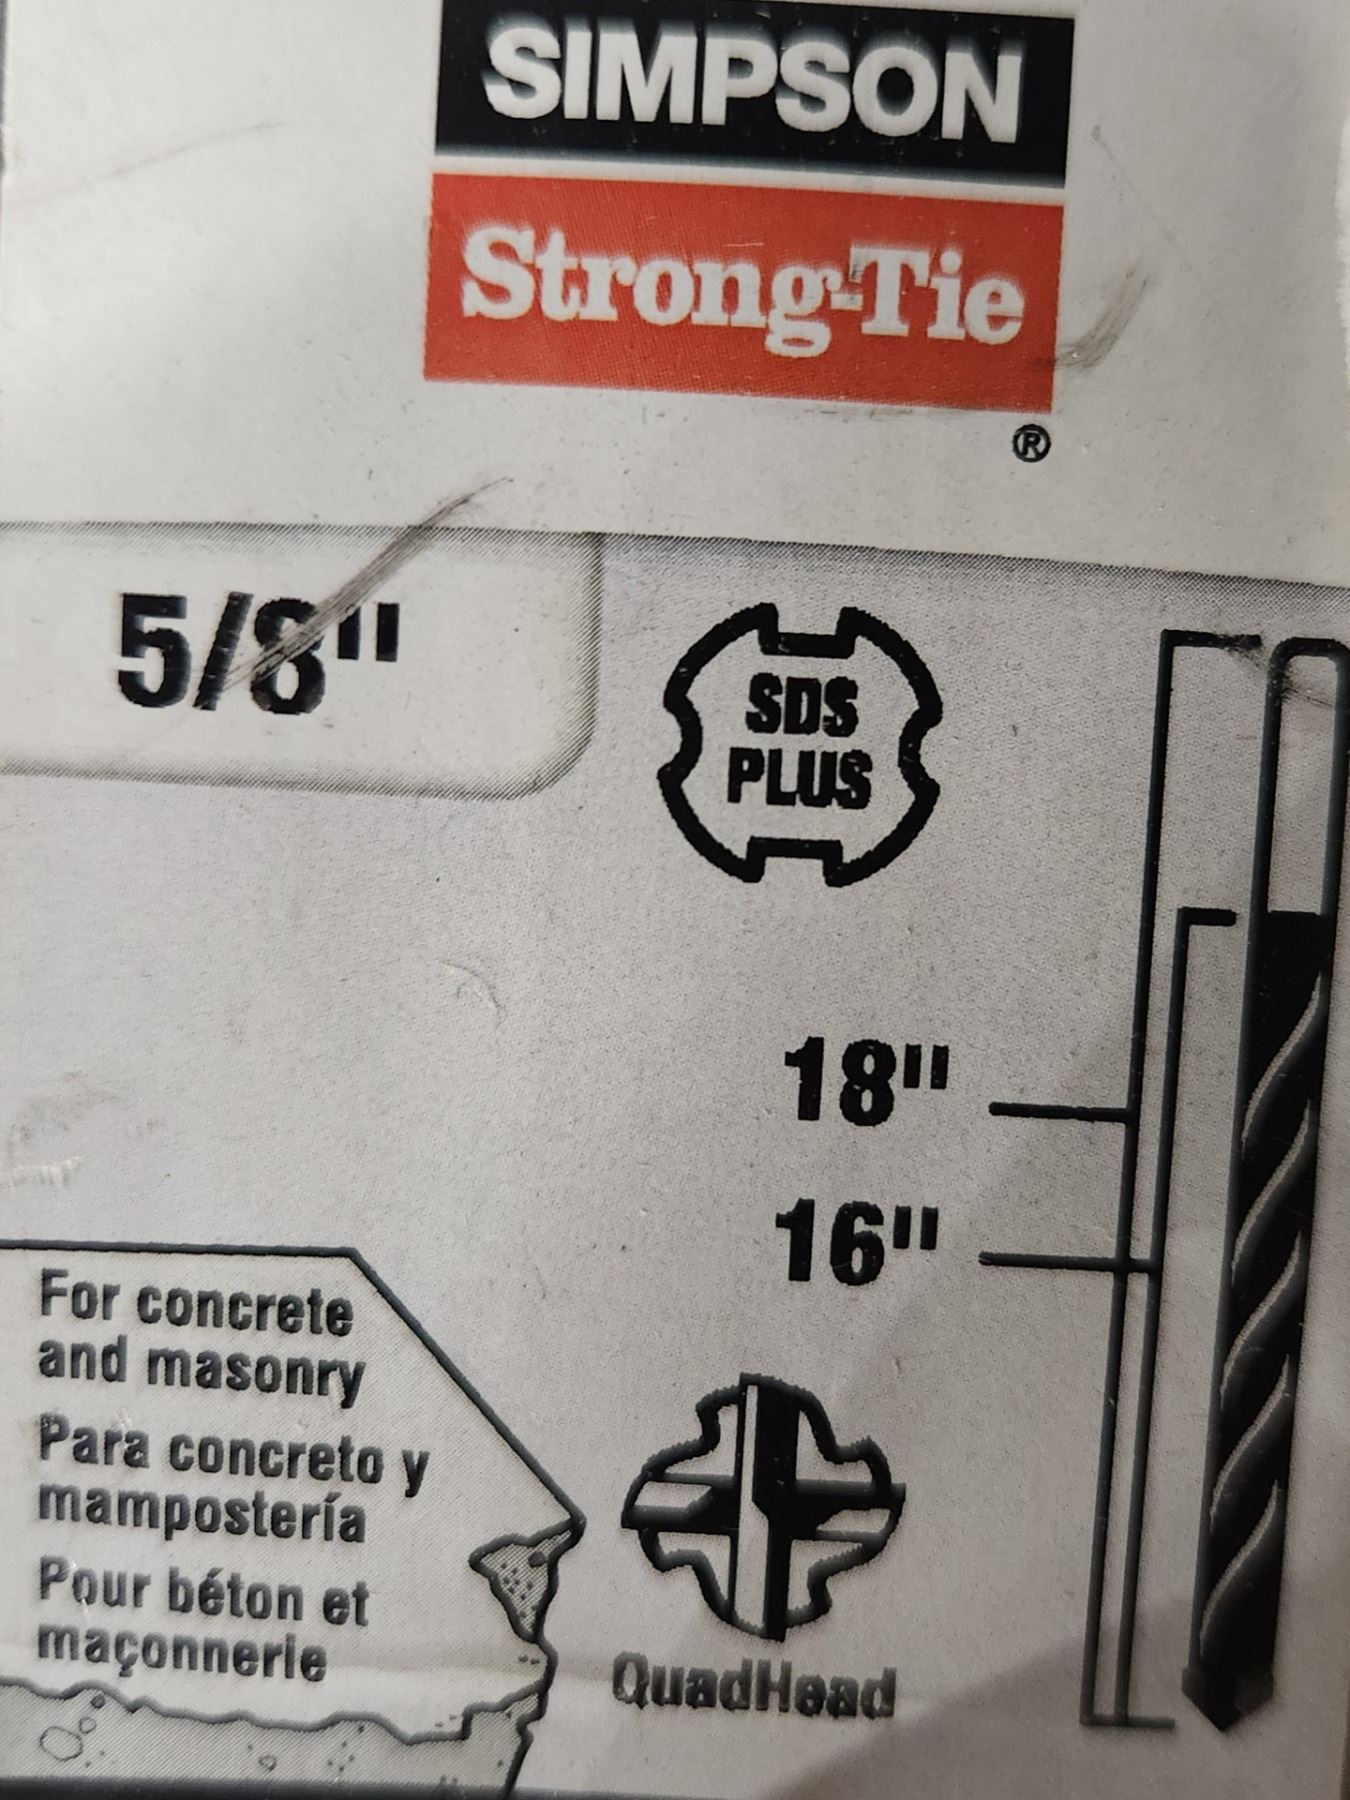 SIMPSON
Strong-Tie
®
5/8"
SDS
PLUS
18"
16"
For concrete
and masonry
Para concreto y
mampostería
Pour béton et
maçonnerie
QuadHead